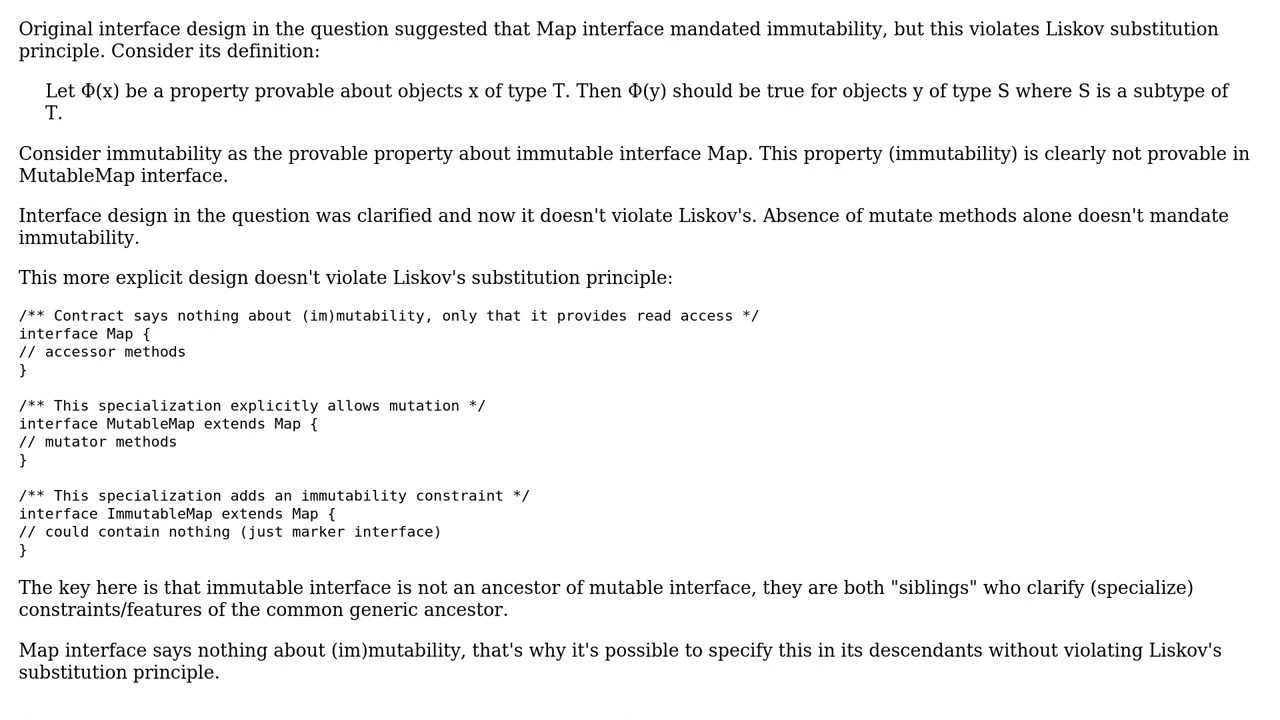 Original interface design in the question suggested that Map interface mandated immutability, but this violates Liskov substitution
principle. Consider its definition:
Let Φ(x) be a property provable about objects x of type T. Then Φ(y) should be true for objects y of type S where S is a subtype of
T.
Consider immutability as the provable property about immutable interface Map. This property (immutability) is clearly not provable in
MutableMap interface.
Interface design in the question was clarified and now it doesn't violate Liskov's. Absence of mutate methods alone doesn't mandate
immutability.
This more explicit design doesn't violate Liskov's substitution principle:
/** Contract says nothing about (im)mutability, only that it provides read access */
interface Map {
// accessor methods
}
/** This specialization explicitly allows mutation */
interface MutableMap extends Map {
// mutator methods
}
/** This specialization adds an immutability constraint */
interface ImmutableMap extends Map {
// could contain nothing (just marker interface)
}
The key here is that immutable interface is not an ancestor of mutable interface, they are both "siblings" who clarify (specialize)
constraints/features of the common generic ancestor.
Map interface says nothing about (im)mutability, that's why it's possible to specify this in its descendants without violating Liskov's
substitution principle.